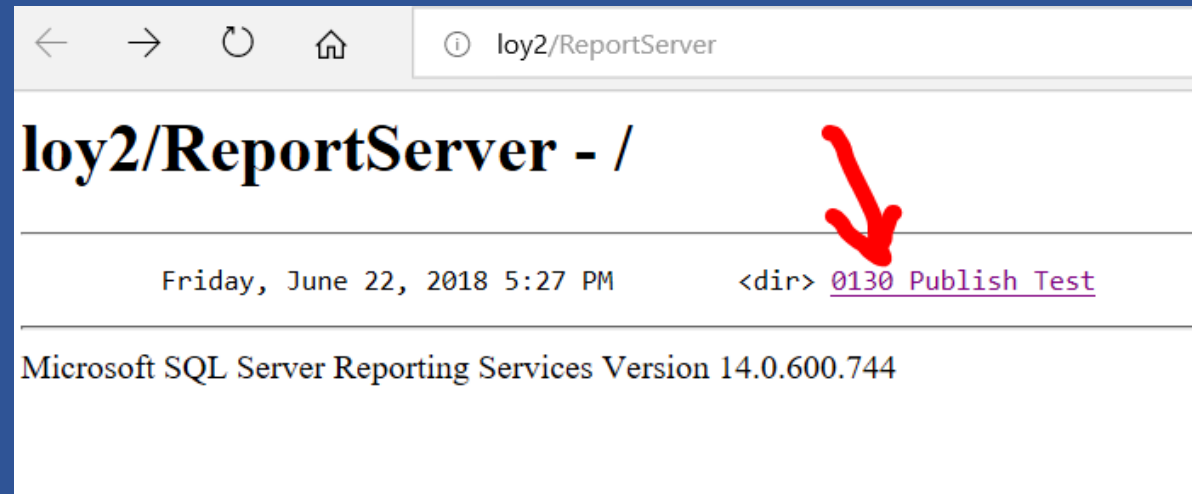 loy2/ReportServer
loy2/ReportServer - /
Friday, June 22, 2018 5:27 PM <dir> 0130 Publish Test
Microsoft SQL Server Reporting Services Version 14.0.600.744